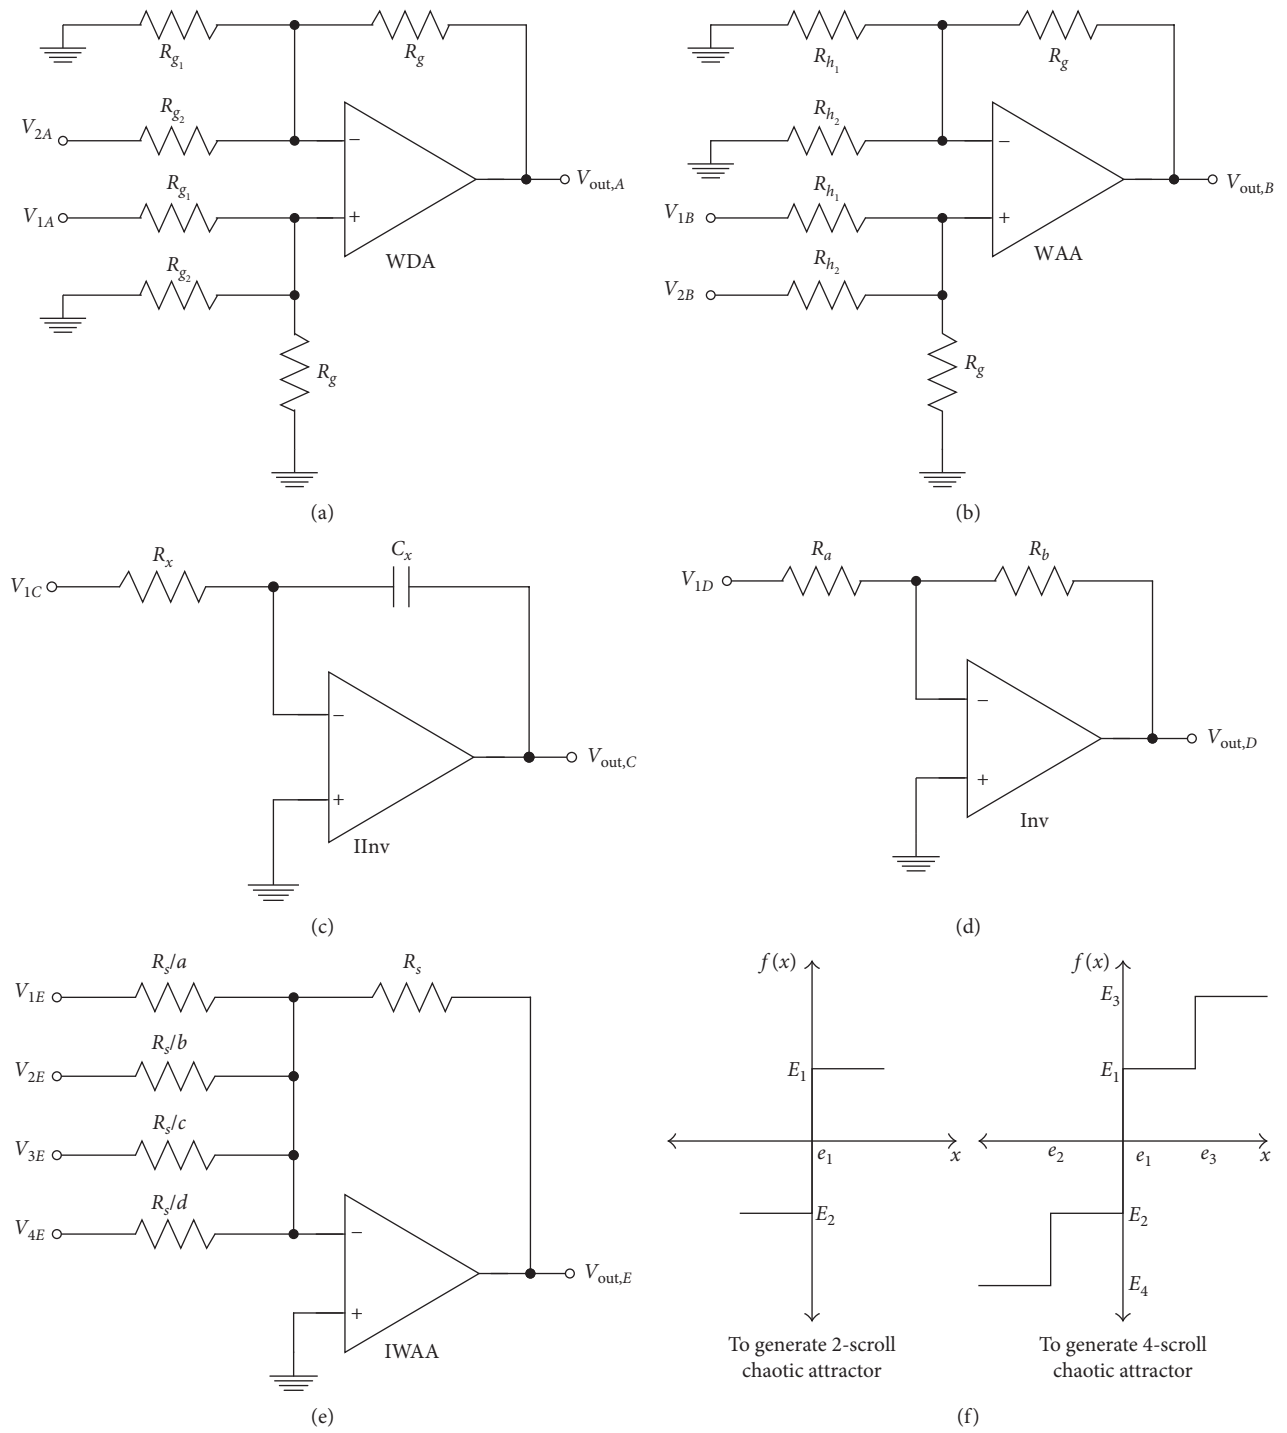 R_{g_1}
R_g
R_{g_2}
V_{2A}
−
R_{g_1}
V_{out,A}
V_{1A}
+
WDA
R_{g_2}
R_g
(a)
R_{h_1}
R_g
R_{h_2}
−
R_{h_1}
V_{out,B}
V_{1B}
+
WAA
R_{h_2}
V_{2B}
R_g
(b)
R_x
C_x
V_{1C}
−
V_{out,C}
+
IInv
(c)
R_a
R_b
V_{1D}
−
V_{out,D}
+
Inv
(d)
R_s/a
R_s
V_{1E}
R_s/b
V_{2E}
R_s/c
V_{3E}
R_s/d
V_{4E}
−
V_{out,E}
+
IWAA
(e)
f(x)
E_1
e_1
x
E_2
To generate 2-scroll
chaotic attractor
f(x)
E_3
E_1
e_2
e_1
e_3
x
E_2
E_4
To generate 4-scroll
chaotic attractor
(f)